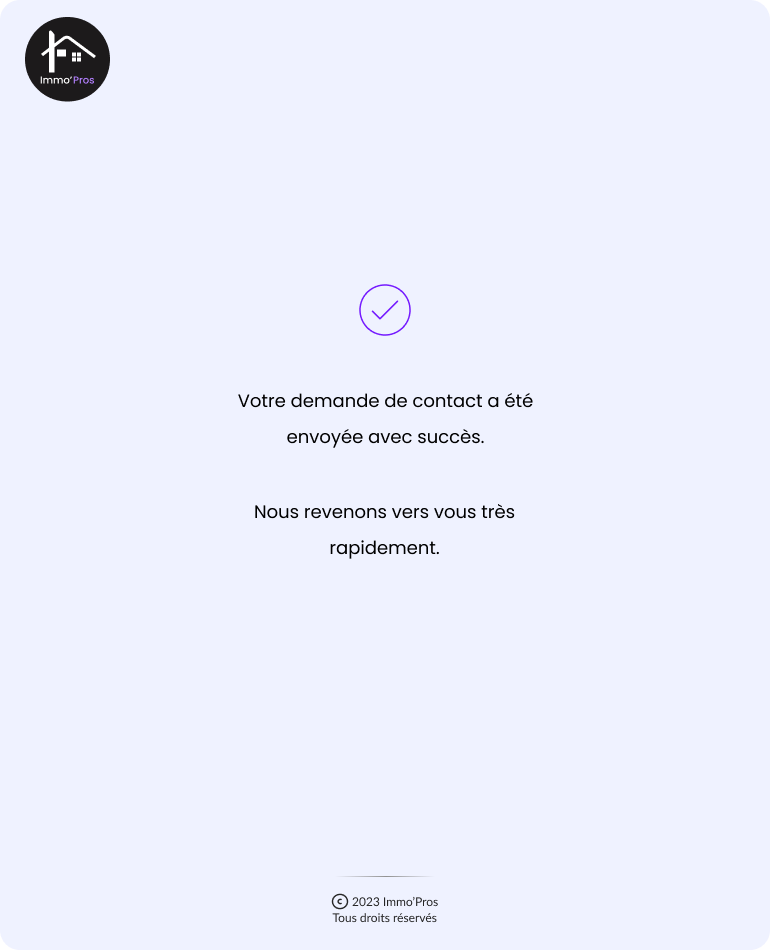 Immo'Pros
Votre demande de contact a été
envoyée avec succès.
Nous revenons vers vous très
rapidement.
© 2023 Immo'Pros
Tous droits réservés